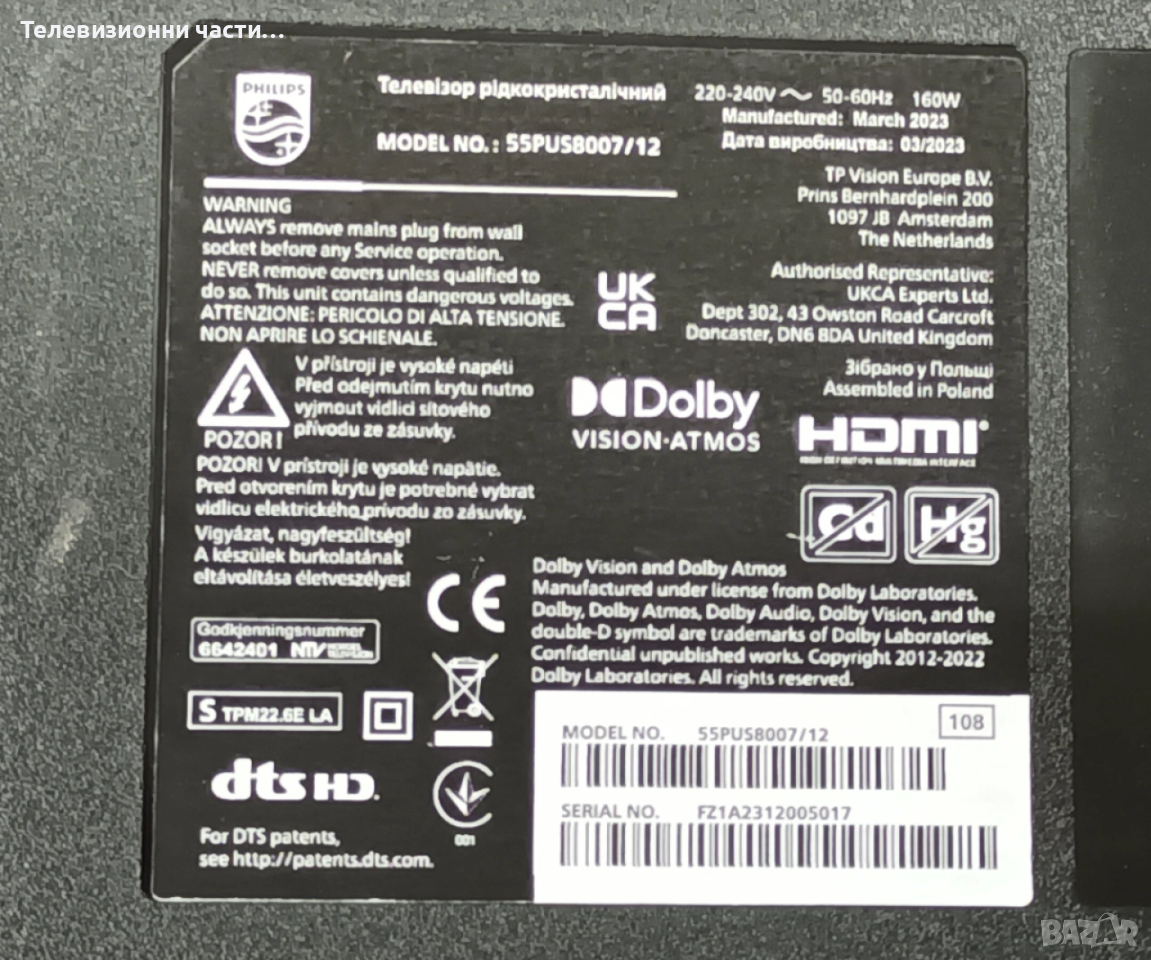 Телевизионни части...
PHILIPS
Телевізор рідкокристалічний
MODEL NO. : 55PUS8007/12
220-240V ~ 50-60Hz 160W
Manufactured: March 2023
Дата виробництва: 03/2023
TP Vision Europe B.V.
Prins Bernhardplein 200
1097 JB Amsterdam
The Netherlands
WARNING
ALWAYS remove mains plug from wall
socket before any Service operation.
NEVER remove covers unless qualified to
do so. This unit contains dangerous voltages.
ATTENZIONE: PERICOLO DI ALTA TENSIONE.
NON APRIRE LO SCHIENALE.
UK
CA
Authorised Representative:
UKCA Experts Ltd.
Dept 302, 43 Owston Road Carcroft
Doncaster, DN6 8DA United Kingdom
Зібрано у Польщі
Assembled in Poland
POZOR !
V přístroji je vysoké napětí
Před odejmutím krytu nutno
vyjmout vidlici síťového
přívodu ze zásuvky.
Dolby
VISION·ATMOS
HDMI
HIGH DEFINITION MULTIMEDIA INTERFACE
POZOR! V prístroji je vysoké napätie.
Pred otvorením krytu je potrebné vybrat
vidlicu elektrického prívodu zo zásuvky.
Vigyázat, nagyfeszültség!
A készülek burkolatának
eltávolítása életveszélyes!
Cd
Hg
Dolby Vision and Dolby Atmos
Manufactured under license from Dolby Laboratories.
Dolby, Dolby Atmos, Dolby Audio, Dolby Vision, and the
double-D symbol are trademarks of Dolby Laboratories.
Confidential unpublished works. Copyright 2012-2022
Dolby Laboratories. All rights reserved.
CE
Godkjenningsnummer
6642401 NTV NORGES TELEVISJON
S TPM22.6E LA
dts HD.
001
For DTS patents,
see http://patents.dts.com.
108
MODEL NO. 55PUS8007/12
SERIAL NO. FZ1A2312005017
BAZAR